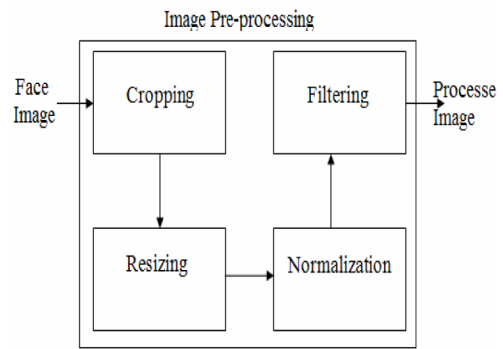 Image Pre-processing
Face
Image
Cropping
Filtering
Processe
Image
Resizing
Normalization